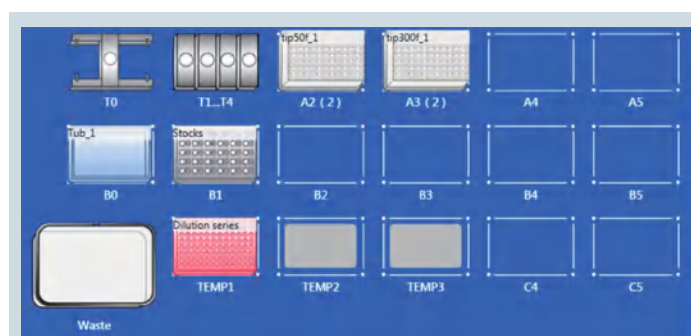 tip50f_1
tip300f_1
T0
T1...T4
A2 ( 2 )
A3 ( 2 )
A4
A5
Tub_1
Stocks
B0
B1
B2
B3
B4
B5
Dilution series
TEMP1
TEMP2
TEMP3
C4
C5
Waste